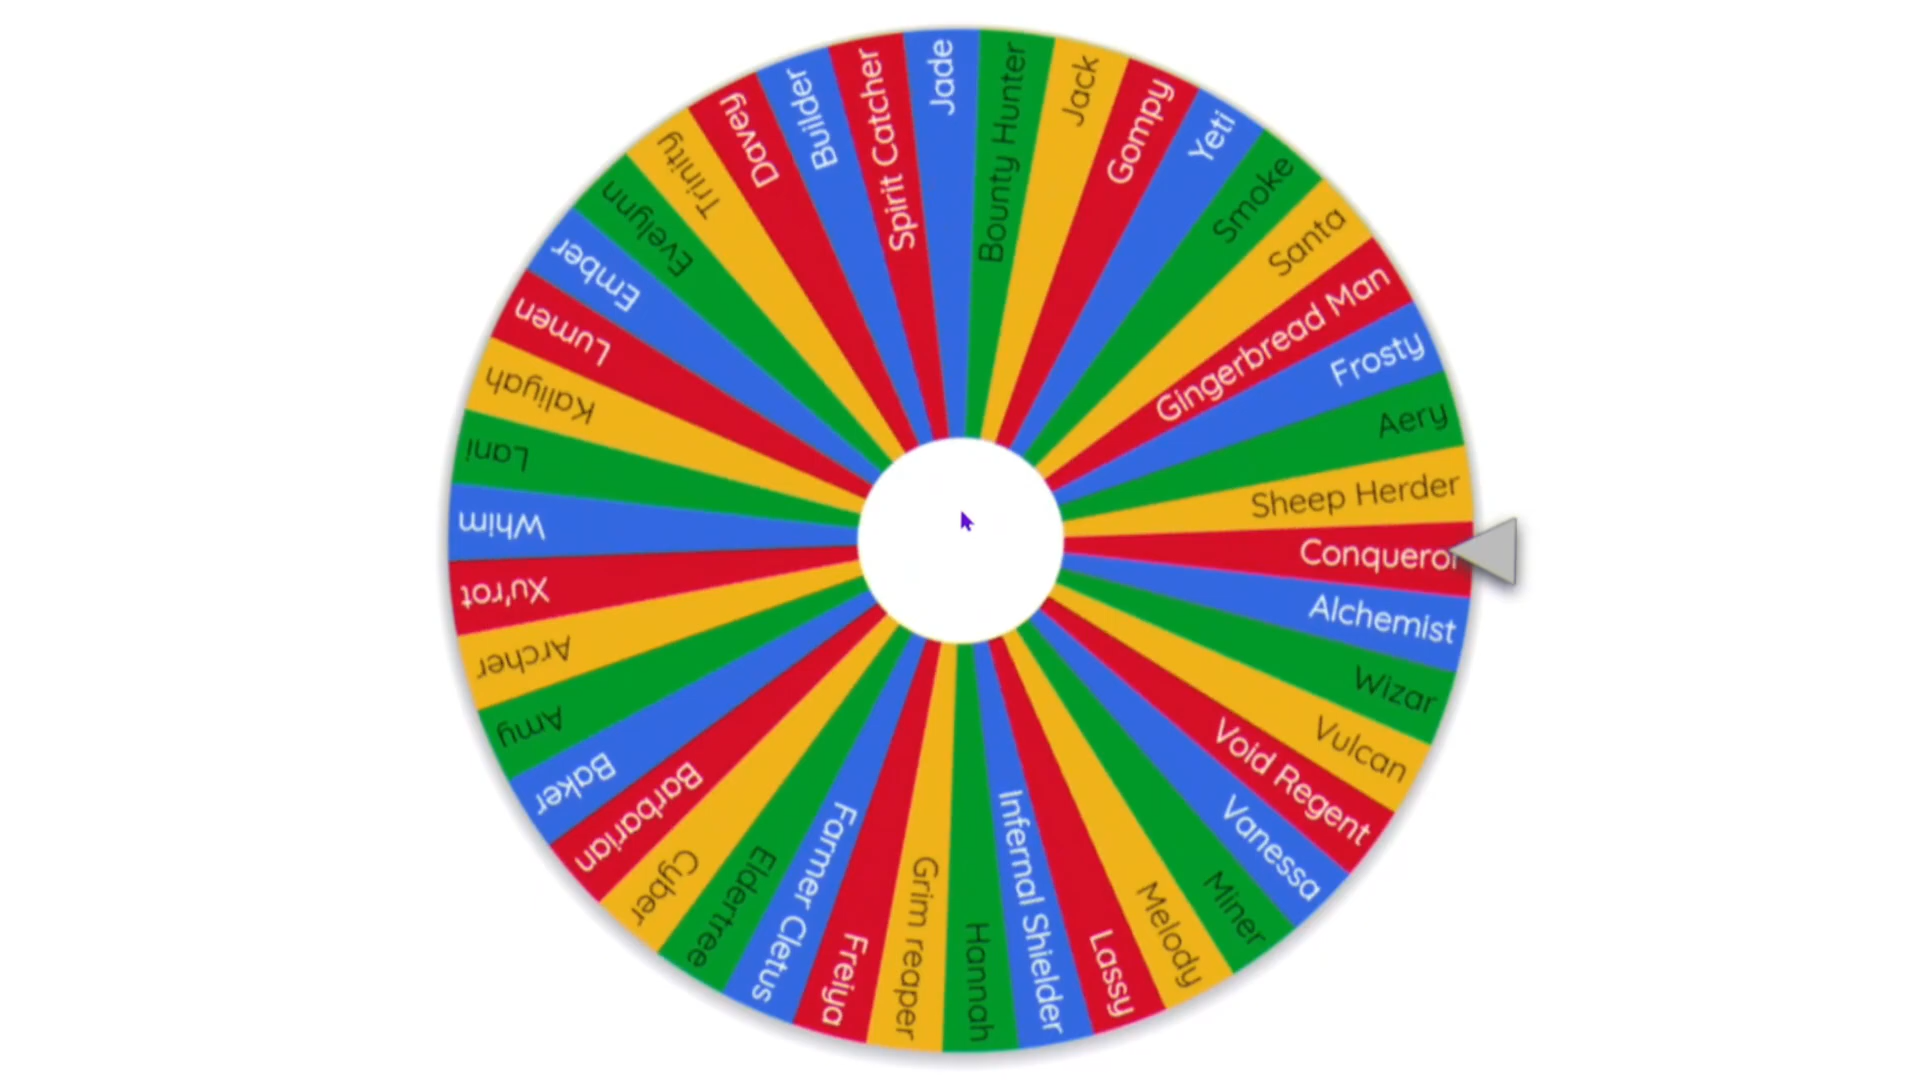 Jade
Bounty Hunter
Jack
Gompy
Yeti
Smoke
Santa
Gingerbread Man
Frosty
Aery
Sheep Herder
Conqueror
Alchemist
Wizar
Vulcan
Void Regent
Vanessa
Miner
Melody
Lassy
Infernal Shielder
Hannah
Grim reaper
Freiya
Farmer Cletus
Eldertree
Cyber
Barbarian
Baker
Amy
Archer
Xu'rot
Whim
Lani
Kaliyah
Lumen
Ember
Evelynn
Trinity
Davey
Builder
Spirit Catcher